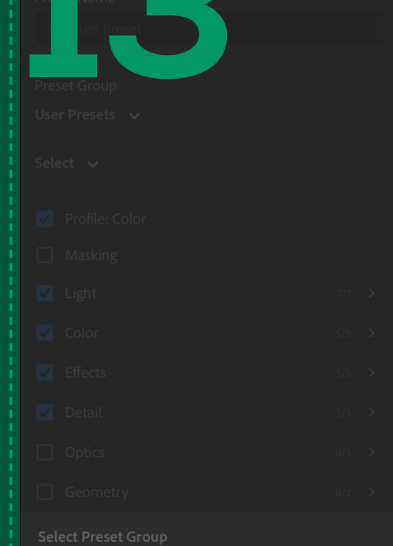 13
Preset Group
User Presets
Select
Profile: Color
Masking
Light 7/7
Color 5/5
Effects 5/5
Detail 3/3
Optics 0/3
Geometry 0/2
Select Preset Group